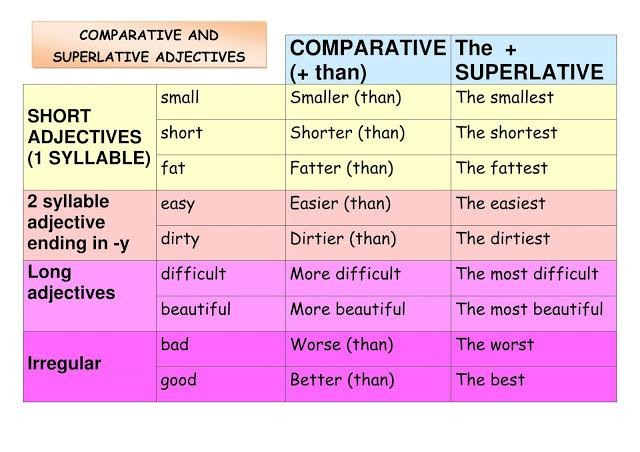 COMPARATIVE AND
SUPERLATIVE ADJECTIVES
COMPARATIVE
(+ than)
The +
SUPERLATIVE
SHORT
ADJECTIVES
(1 SYLLABLE)
small
Smaller (than)
The smallest
short
Shorter (than)
The shortest
fat
Fatter (than)
The fattest
2 syllable
adjective
ending in -y
easy
Easier (than)
The easiest
dirty
Dirtier (than)
The dirtiest
Long
adjectives
difficult
More difficult
The most difficult
beautiful
More beautiful
The most beautiful
Irregular
bad
Worse (than)
The worst
good
Better (than)
The best